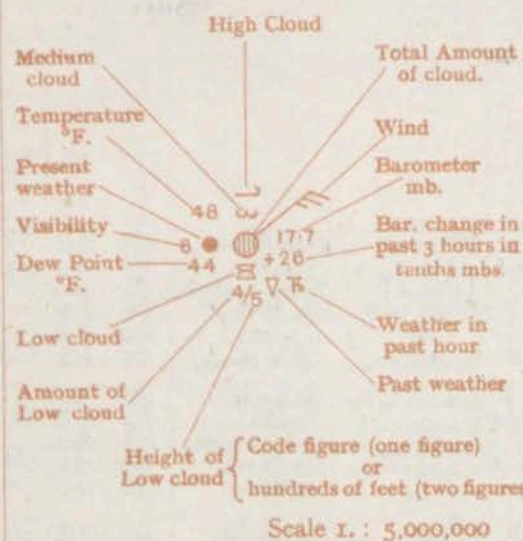 High Cloud
Medium
cloud
Total Amount
of cloud.
Temperature
°F.
Wind
Present
weather
Barometer
mb.
48
Visibility
6
17.7
Bar. change in
past 3 hours in
tenths mbs.
+26
Dew Point
°F.
44
4/5
Low cloud
Weather in
past hour
Amount of
Low cloud
Past weather
Height of
Low cloud
Code figure (one figure)
or
hundreds of feet (two figures
Scale 1. : 5,000,000